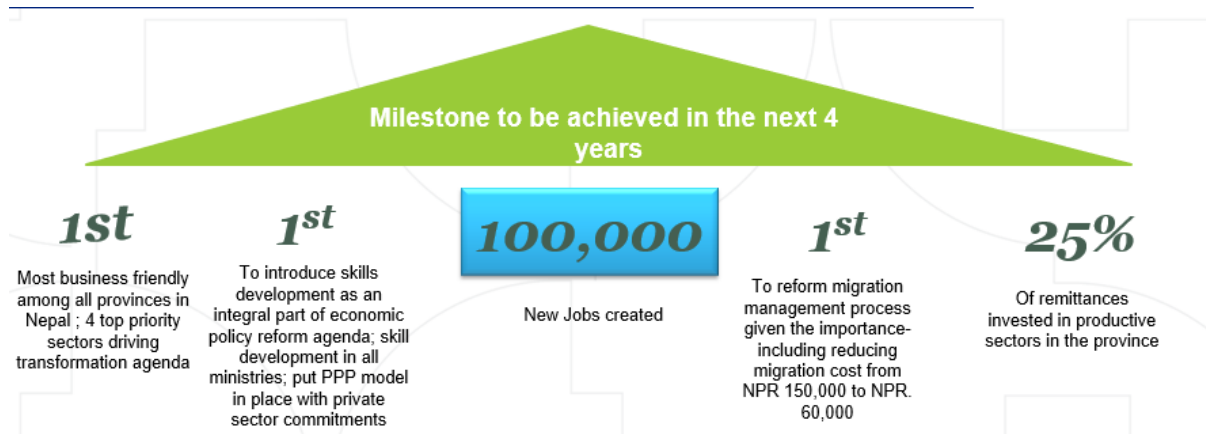 Milestone to be achieved in the next 4
years
1st
Most business friendly
among all provinces in
Nepal ; 4 top priority
sectors driving
transformation agenda
1st
To introduce skills
development as an
integral part of economic
policy reform agenda; skill
development in all
ministries; put PPP model
in place with private
sector commitments
100,000
New Jobs created
1st
To reform migration
management process
given the importance-
including reducing
migration cost from
NPR 150,000 to NPR.
60,000
25%
Of remittances
invested in productive
sectors in the province